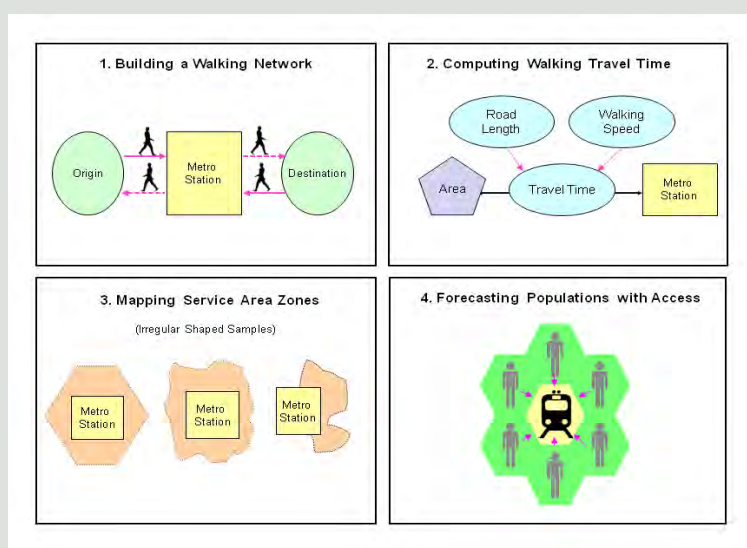 1. Building a Walking Network
Origin
Metro
Station
Destination
2. Computing Walking Travel Time
Road
Length
Walking
Speed
Area
Travel Time
Metro
Station
3. Mapping Service Area Zones
(Irregular Shaped Samples)
Metro
Station
Metro
Station
Metro
Station
4. Forecasting Populations with Access